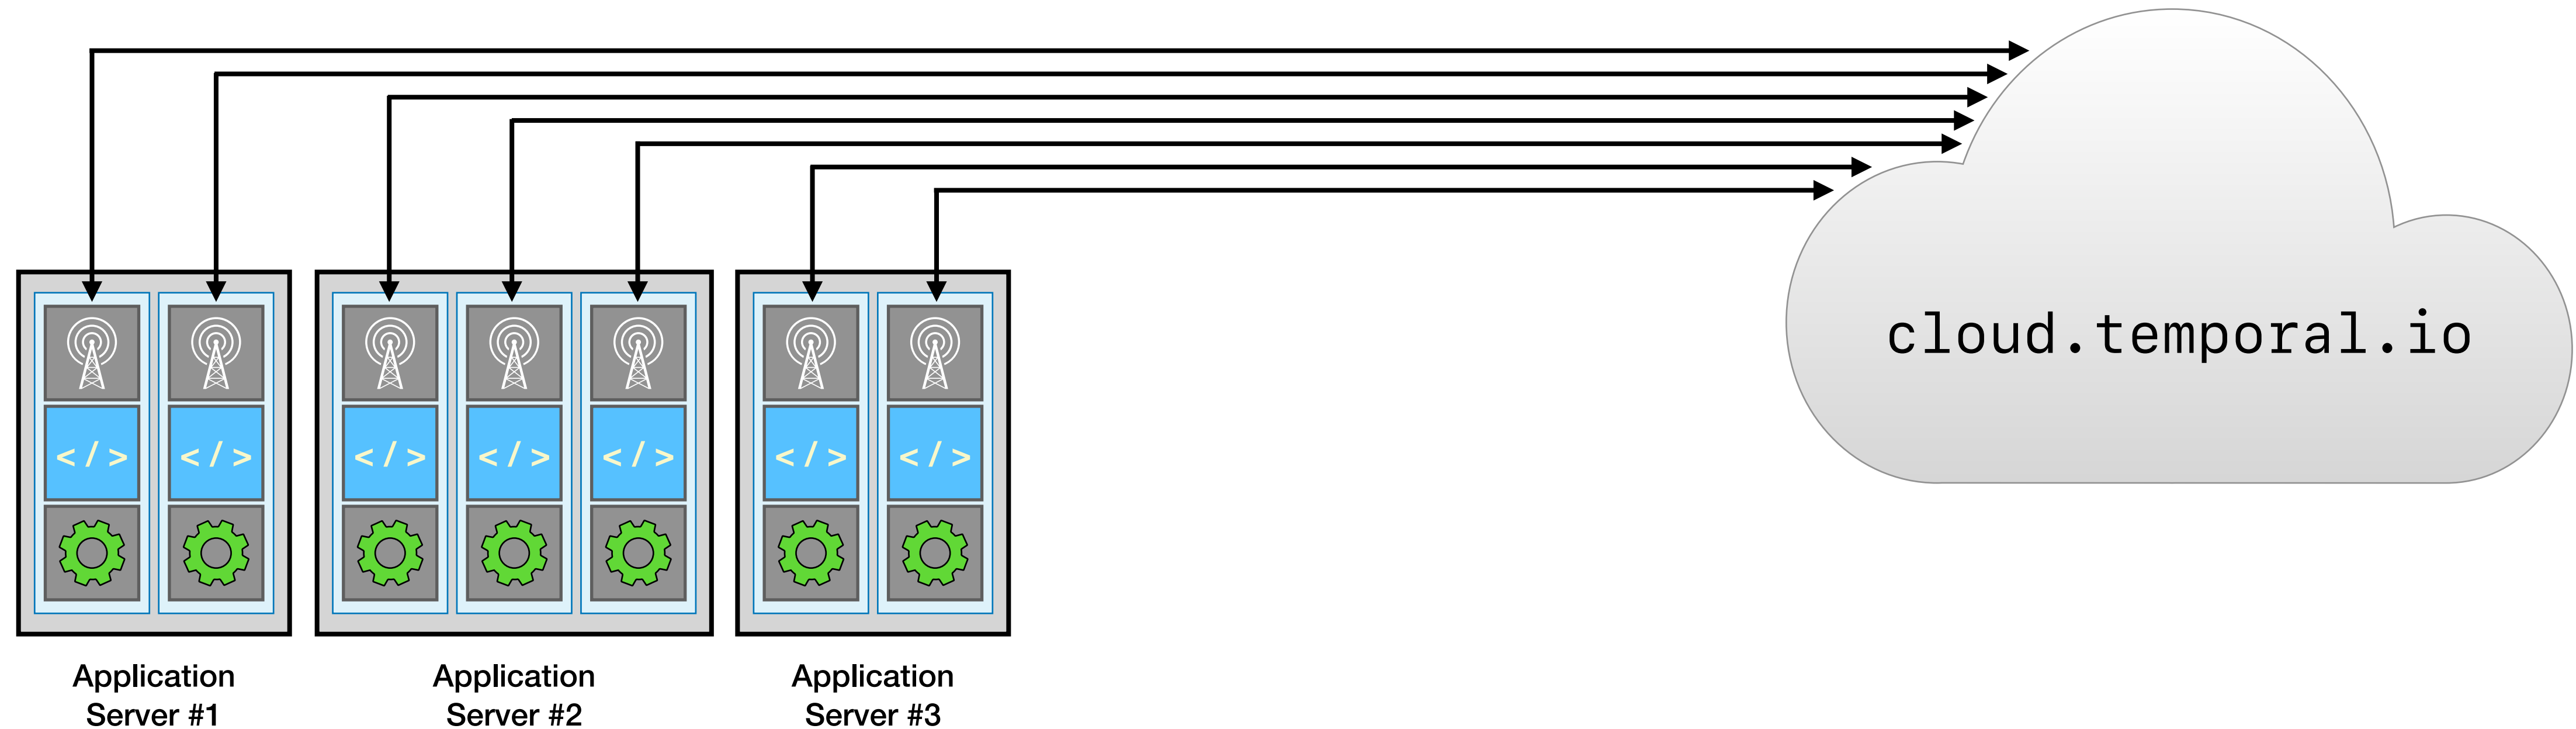 cloud.temporal.io
</>
</>
</>
</>
</>
</>
</>
Application
Server #1
Application
Server #2
Application
Server #3